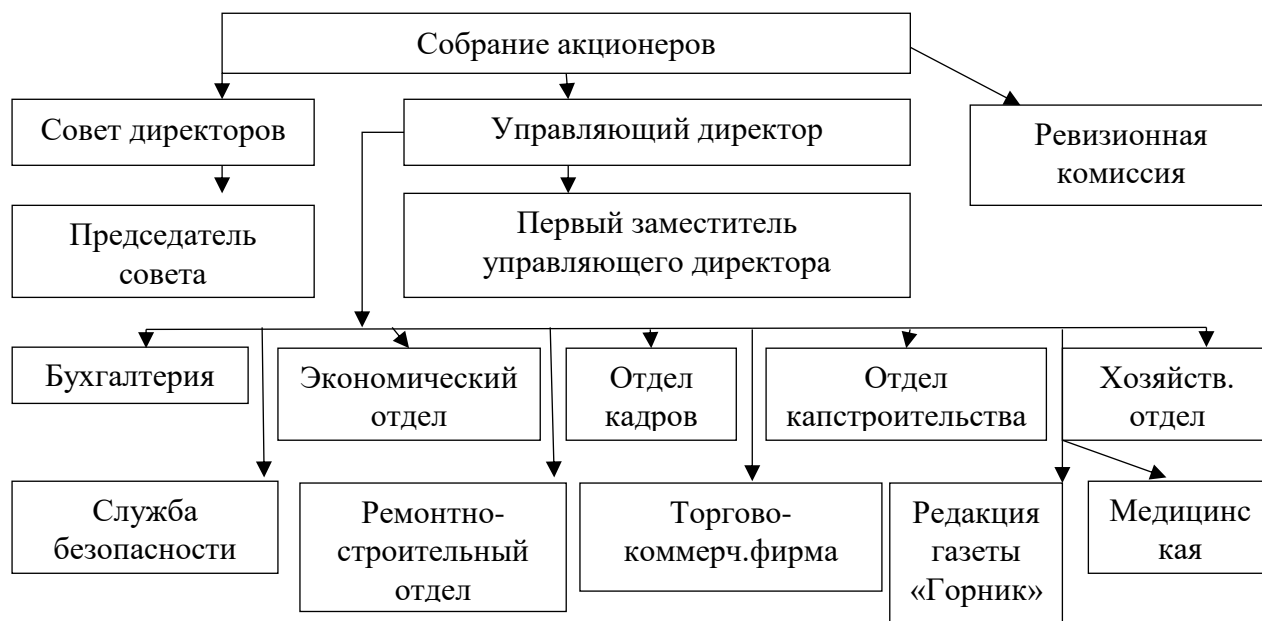 Собрание акционеров
Совет директоров
Управляющий директор
Ревизионная
комиссия
Председатель
совета
Первый заместитель
управляющего директора
Бухгалтерия
Экономический
отдел
Отдел
кадров
Отдел
капстроительства
Хозяйств.
отдел
Служба
безопасности
Ремонтно-
строительный
отдел
Торгово-
коммерч.фирма
Редакция
газеты
«Горник»
Медицинс
кая